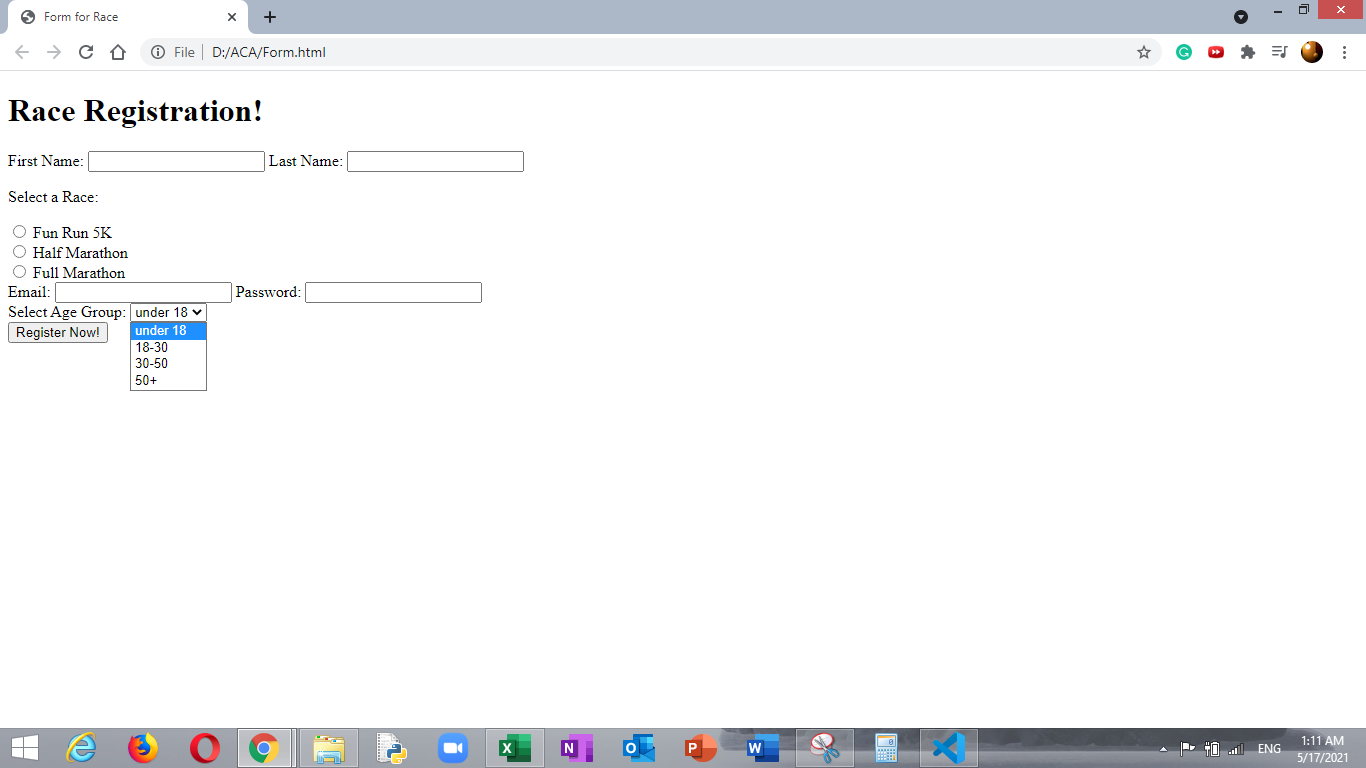 Form for Race
File D:/ACA/Form.html
Race Registration!
First Name: Last Name:
Select a Race:
Fun Run 5K
Half Marathon
Full Marathon
Email: Password:
Select Age Group: under 18
Register Now!
under 18
18-30
30-50
50+
ENG
1:11 AM
5/17/2021